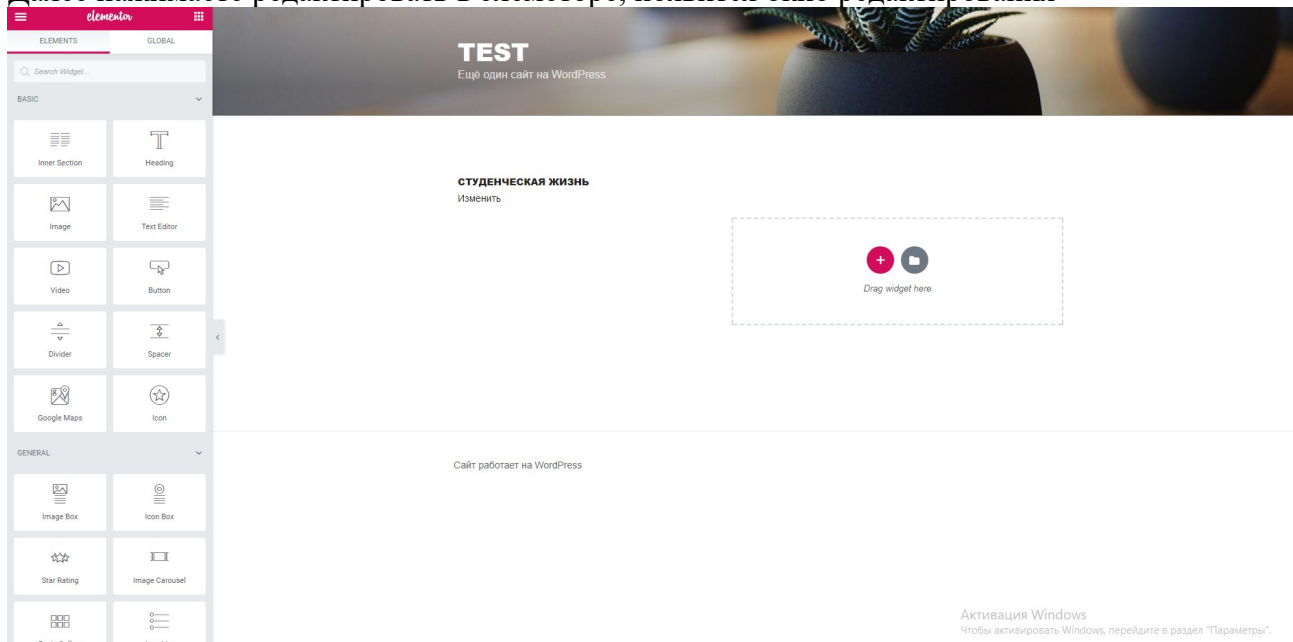 elementor
ELEMENTS GLOBAL
Search Widget...
BASIC
Inner Section Heading
Image Text Editor
Video Button
Divider Spacer
Google Maps Icon
GENERAL
Image Box Icon Box
Star Rating Image Carousel
TEST
Ещё один сайт на WordPress
СТУДЕНЧЕСКАЯ ЖИЗНЬ
Изменить
Drag widget here
Сайт работает на WordPress
Активация Windows
Чтобы активировать Windows, перейдите в раздел "Параметры".